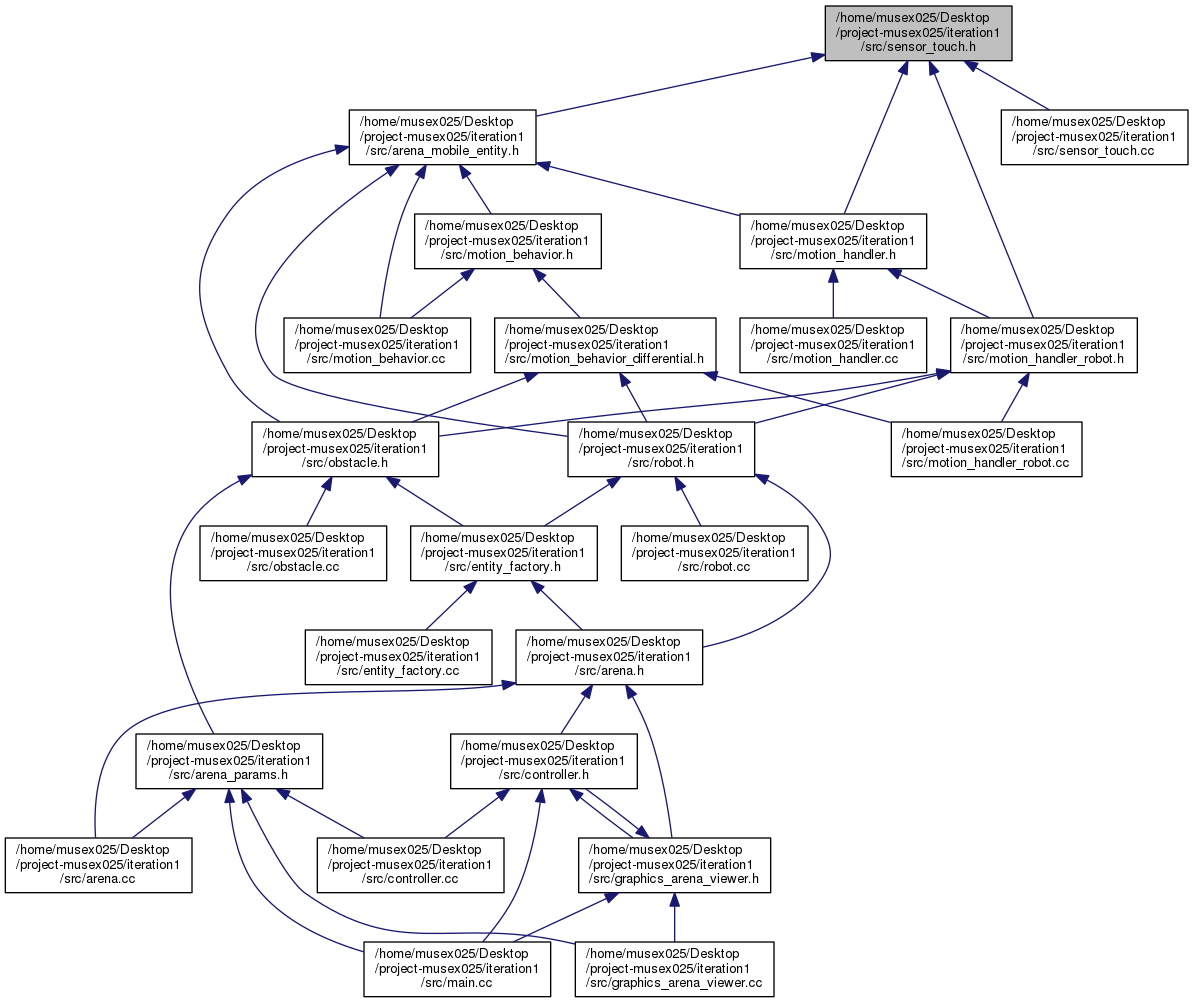 /home/musex025/Desktop
/project-musex025/iteration1
/src/sensor_touch.h
/home/musex025/Desktop
/project-musex025/iteration1
/src/arena_mobile_entity.h
/home/musex025/Desktop
/project-musex025/iteration1
/src/sensor_touch.cc
/home/musex025/Desktop
/project-musex025/iteration1
/src/motion_behavior.h
/home/musex025/Desktop
/project-musex025/iteration1
/src/motion_handler.h
/home/musex025/Desktop
/project-musex025/iteration1
/src/motion_behavior.cc
/home/musex025/Desktop
/project-musex025/iteration1
/src/motion_behavior_differential.h
/home/musex025/Desktop
/project-musex025/iteration1
/src/motion_handler.cc
/home/musex025/Desktop
/project-musex025/iteration1
/src/motion_handler_robot.h
/home/musex025/Desktop
/project-musex025/iteration1
/src/obstacle.h
/home/musex025/Desktop
/project-musex025/iteration1
/src/robot.h
/home/musex025/Desktop
/project-musex025/iteration1
/src/motion_handler_robot.cc
/home/musex025/Desktop
/project-musex025/iteration1
/src/obstacle.cc
/home/musex025/Desktop
/project-musex025/iteration1
/src/entity_factory.h
/home/musex025/Desktop
/project-musex025/iteration1
/src/robot.cc
/home/musex025/Desktop
/project-musex025/iteration1
/src/entity_factory.cc
/home/musex025/Desktop
/project-musex025/iteration1
/src/arena.h
/home/musex025/Desktop
/project-musex025/iteration1
/src/arena_params.h
/home/musex025/Desktop
/project-musex025/iteration1
/src/controller.h
/home/musex025/Desktop
/project-musex025/iteration1
/src/arena.cc
/home/musex025/Desktop
/project-musex025/iteration1
/src/controller.cc
/home/musex025/Desktop
/project-musex025/iteration1
/src/graphics_arena_viewer.h
/home/musex025/Desktop
/project-musex025/iteration1
/src/main.cc
/home/musex025/Desktop
/project-musex025/iteration1
/src/graphics_arena_viewer.cc